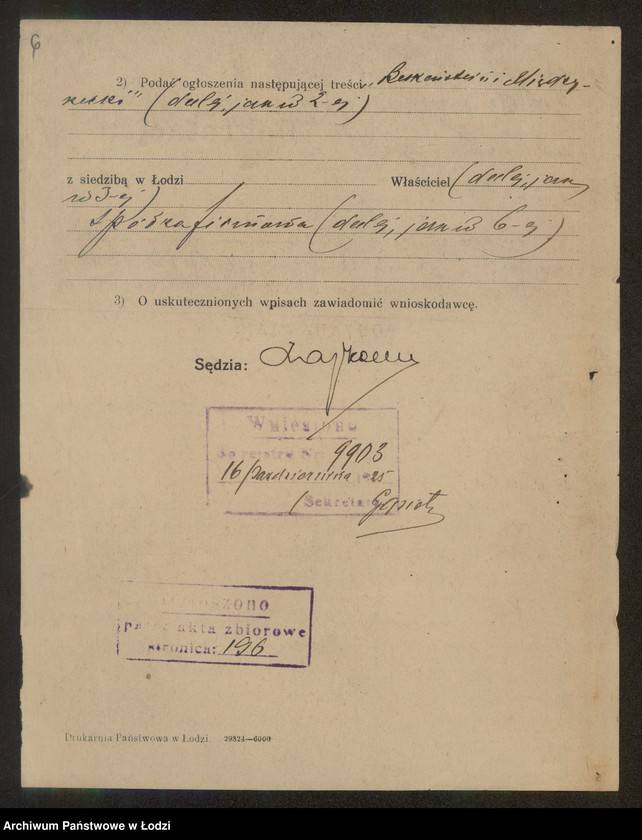 6
2) Podać ogłoszenia następującej treści „
" (dalej, jak w 2-ej)
z siedzibą w Łodzi Właściciel (dalej, jak
w 3-ej)
spółka firmowa (dalej, jak w 6-ej)
3) O uskutecznionych wpisach zawiadomić wnioskodawcę.
Sędzia:
Wniesiono
do rejestru Nr 9903
16 października 1925
Sekretarz
Ogłoszono
patrz akta zbiorowe
stronica: 196
Drukarnia Państwowa w Łodzi. 29324—6000
Archiwum Państwowe w Łodzi